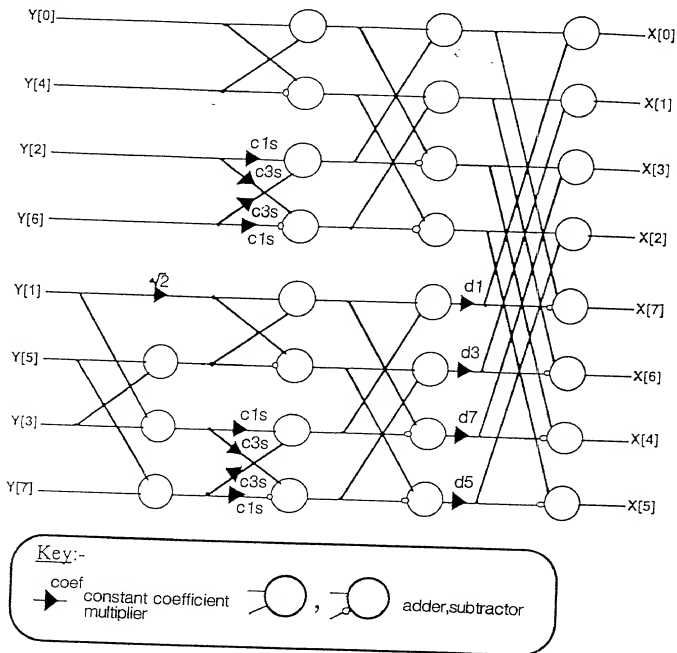 Y[0] X[0]
Y[4] X[1]
Y[2] c1s X[3]
c3s
c3s
Y[6] c1s X[2]
Y[1] √2 d1 X[7]
Y[5] d3 X[6]
Y[3] c1s d7 X[4]
c3s
c3s
Y[7] c1s d5 X[5]
Key:-
coef
constant coefficient
multiplier
, adder,subtractor